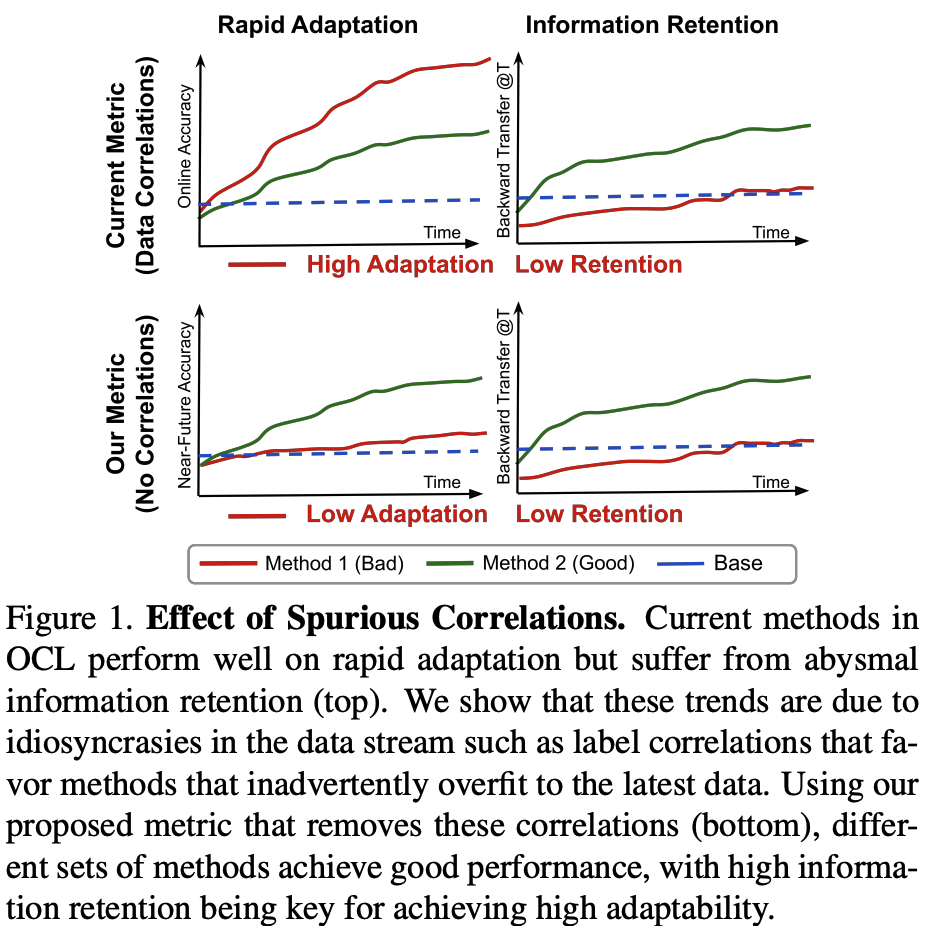 Rapid Adaptation
Information Retention
Current Metric
(Data Correlations)
Online Accuracy
Time
Backward Transfer @T
Time
High Adaptation
Low Retention
Our Metric
(No Correlations)
Near-Future Accuracy
Time
Backward Transfer @T
Time
Low Adaptation
Low Retention
Method 1 (Bad)
Method 2 (Good)
Base
Figure 1. Effect of Spurious Correlations. Current methods in
OCL perform well on rapid adaptation but suffer from abysmal
information retention (top). We show that these trends are due to
idiosyncrasies in the data stream such as label correlations that fa-
vor methods that inadvertently overfit to the latest data. Using our
proposed metric that removes these correlations (bottom), differ-
ent sets of methods achieve good performance, with high informa-
tion retention being key for achieving high adaptability.